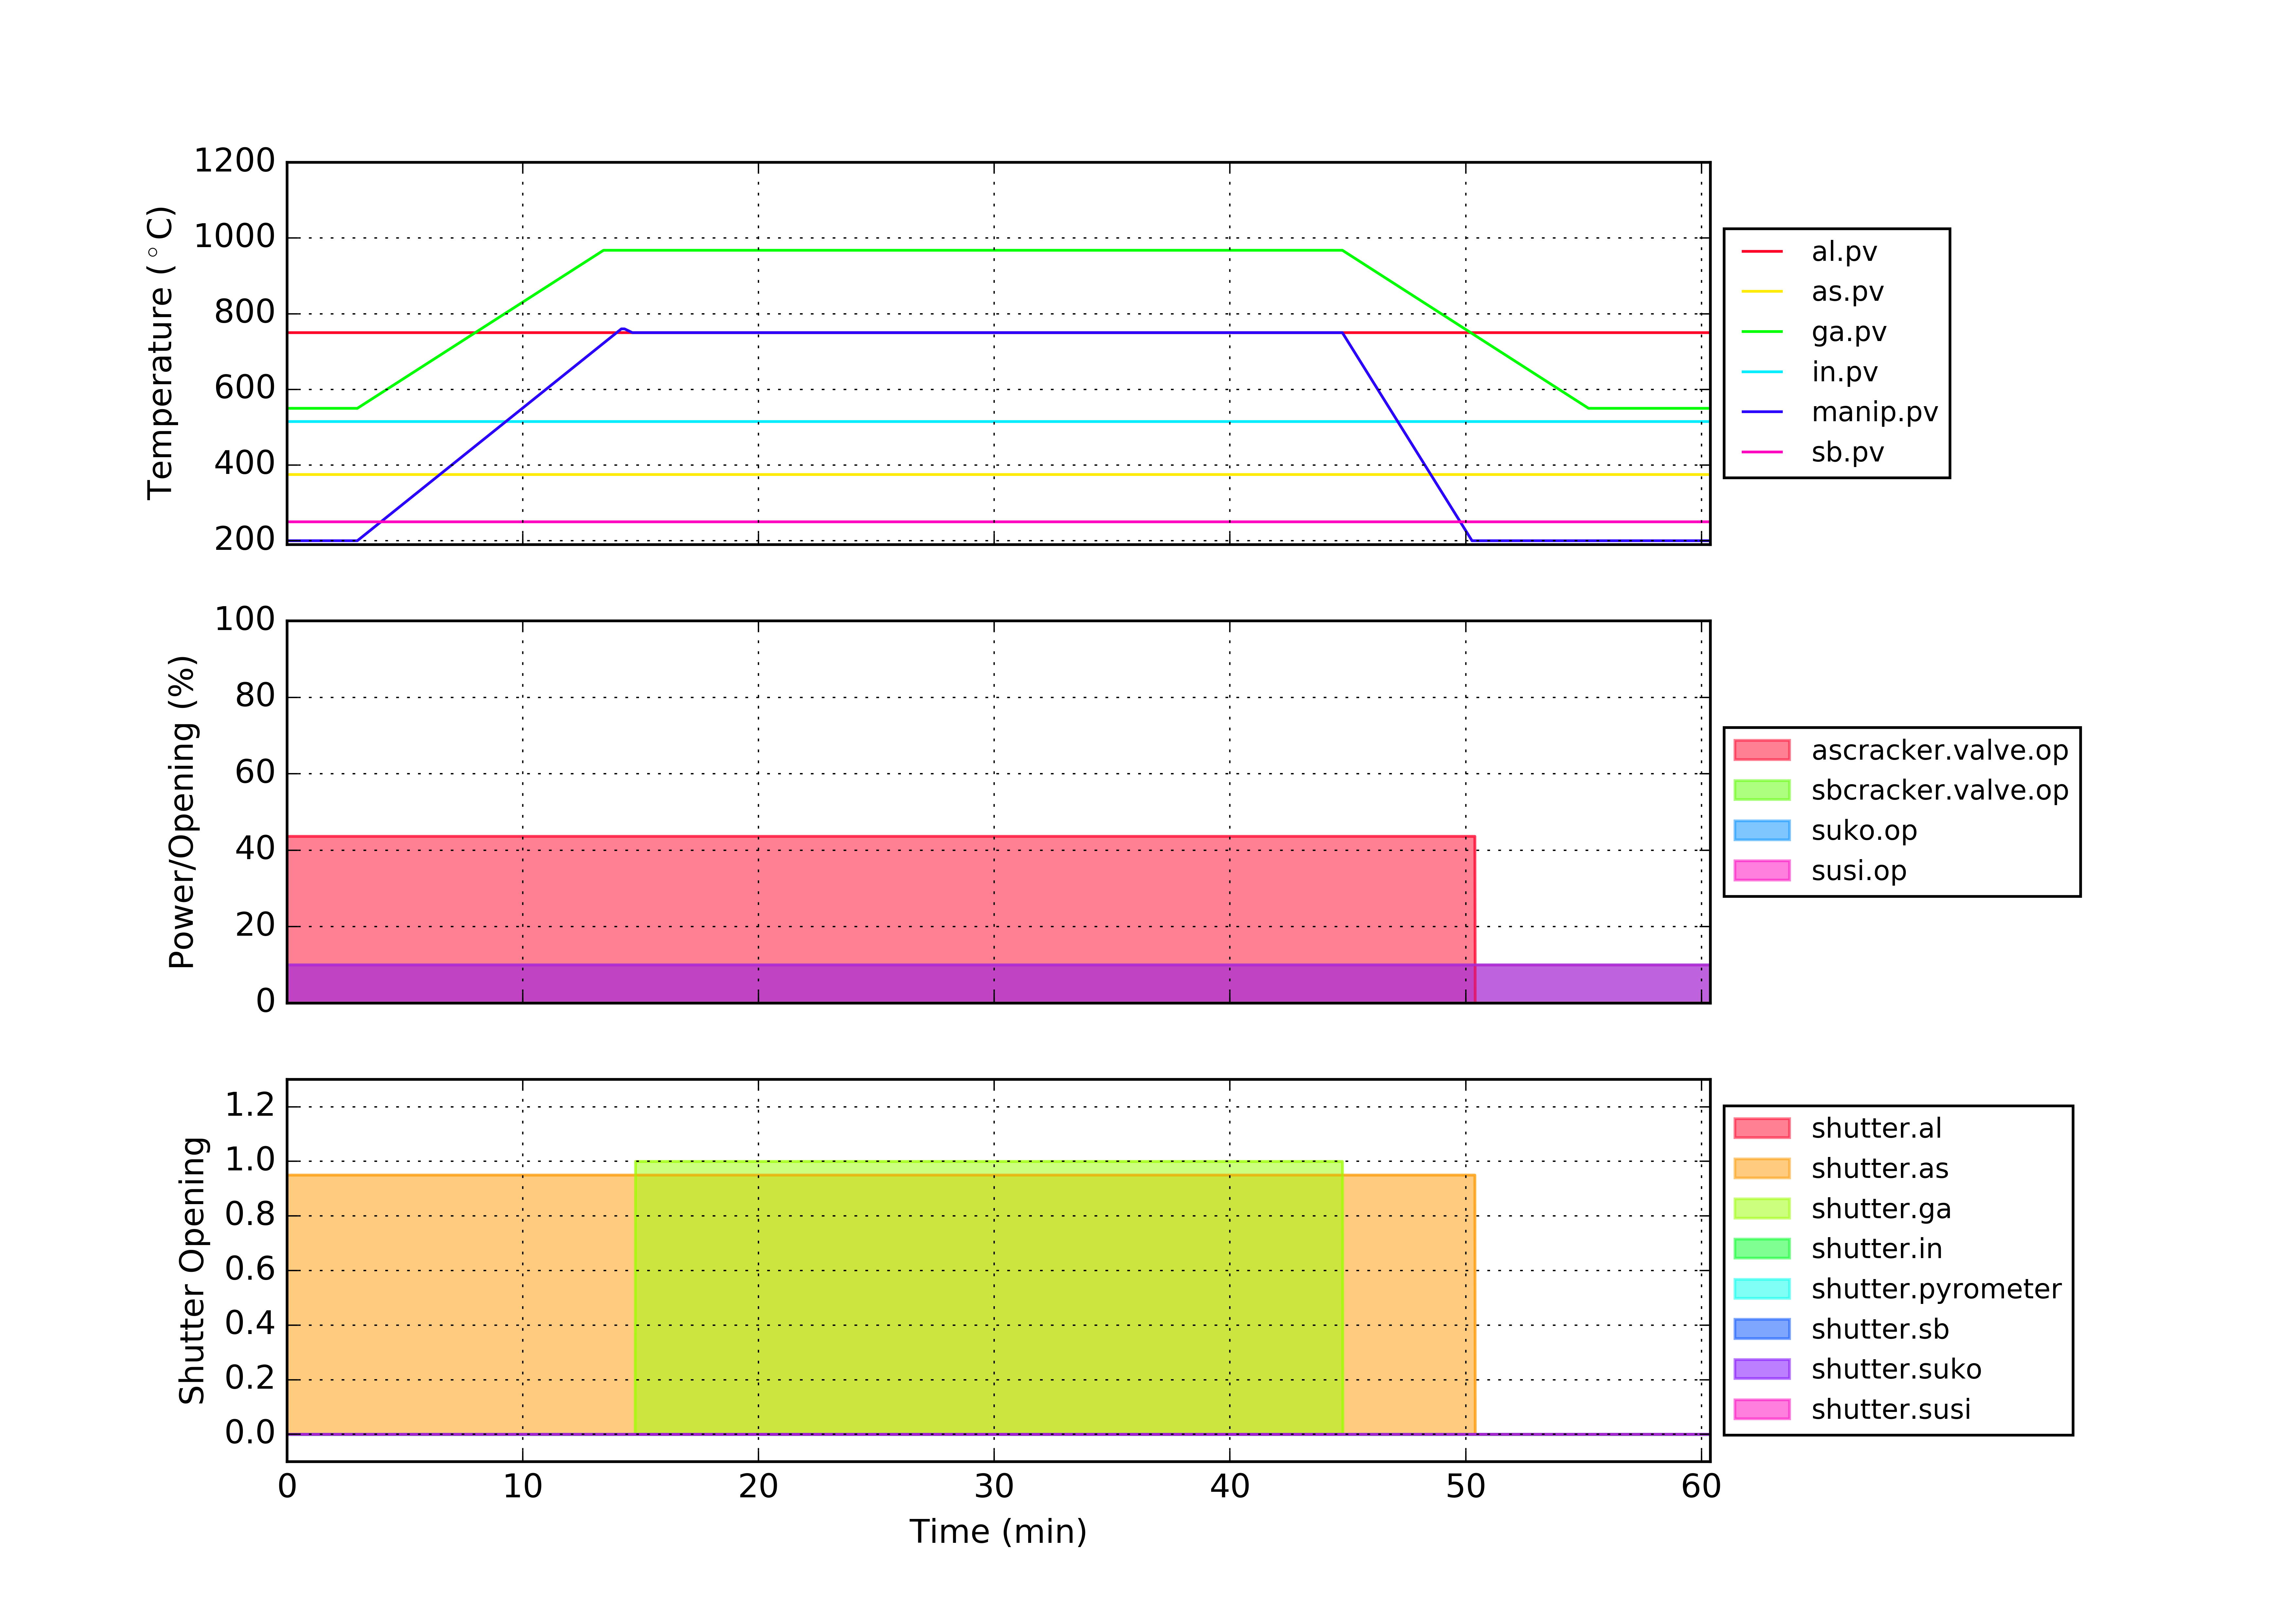 1200
1000
800
600
400
200
Temperature (°C)
al.pv
as.pv
ga.pv
in.pv
manip.pv
sb.pv
100
80
60
40
20
0
Power/Opening (%)
ascracker.valve.op
sbcracker.valve.op
suko.op
susi.op
1.2
1.0
0.8
0.6
0.4
0.2
0.0
Shutter Opening
shutter.al
shutter.as
shutter.ga
shutter.in
shutter.pyrometer
shutter.sb
shutter.suko
shutter.susi
0 10 20 30 40 50 60
Time (min)